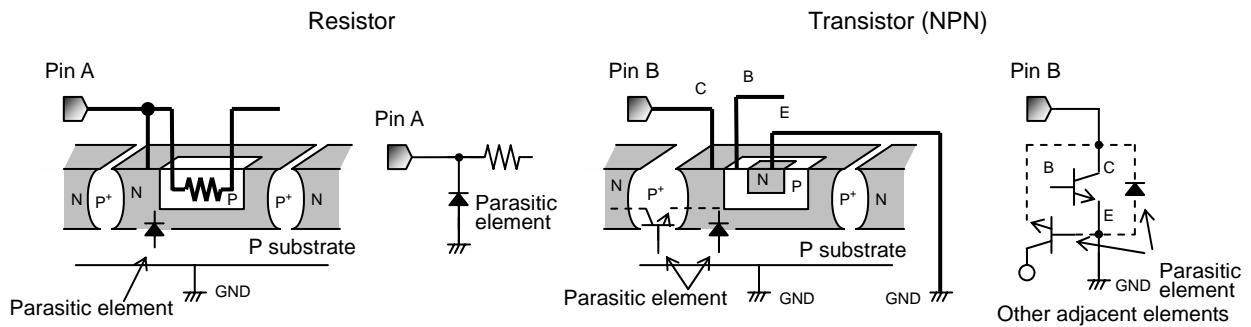 Resistor
Transistor (NPN)
Pin A
Pin A
N
P+
N
P
P+
N
Parasitic
element
P substrate
GND
Parasitic element
Pin B
C
B
E
N
P+
N
P
P+
N
P substrate
Parasitic element
GND
GND
Pin B
B
C
E
Parasitic
element
Other adjacent elements